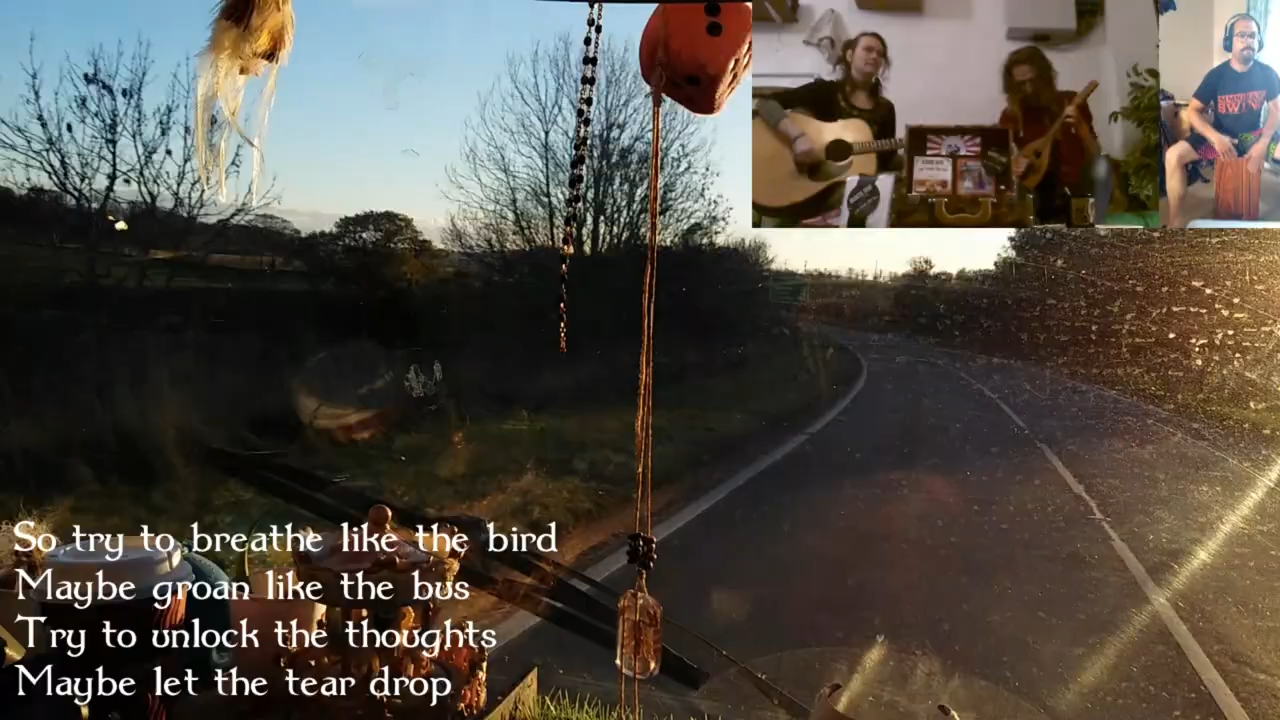 So try to breathe like the bird
Maybe groan like the bus
Try to unlock the thoughts
Maybe let the tear drop